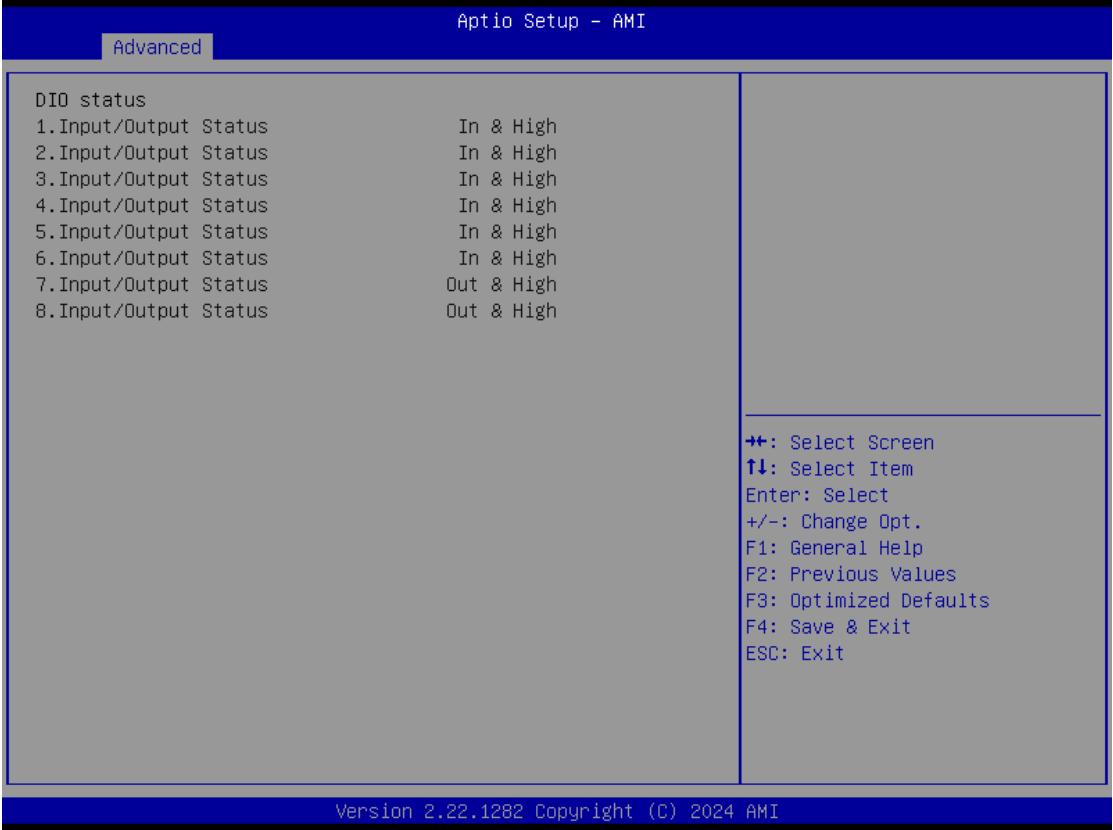 Aptio Setup – AMI
Advanced
DIO status
1.Input/Output Status In & High
2.Input/Output Status In & High
3.Input/Output Status In & High
4.Input/Output Status In & High
5.Input/Output Status In & High
6.Input/Output Status In & High
7.Input/Output Status Out & High
8.Input/Output Status Out & High
→←: Select Screen
↑↓: Select Item
Enter: Select
+/-: Change Opt.
F1: General Help
F2: Previous Values
F3: Optimized Defaults
F4: Save & Exit
ESC: Exit
Version 2.22.1282 Copyright (C) 2024 AMI